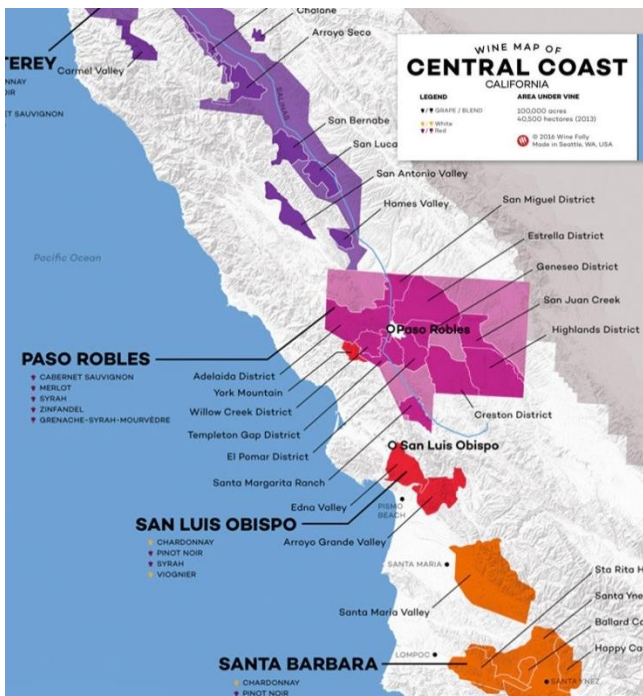 Chalone
Arroyo Seco
TEREY
NNAY
NOIR
ET SAUVIGNON
Carmel Valley
SALINAS
San Bernabe
San Luca
San Antonio Valley
Hames Valley
WINE MAP OF
CENTRAL COAST
CALIFORNIA
LEGEND
/ GRAPE / BLEND
/ White
/ Red
AREA UNDER VINE
100,000 acres
40,500 hectares (2013)
© 2016 Wine Folly
Made in Seattle, WA, USA
Pacific Ocean
San Miguel District
Estrella District
Geneseo District
San Juan Creek
Highlands District
Paso Robles
PASO ROBLES
CABERNET SAUVIGNON
MERLOT
SYRAH
ZINFANDEL
GRENACHE-SYRAH-MOURVÈDRE
Adelaida District
York Mountain
Willow Creek District
Templeton Gap District
El Pomar District
Santa Margarita Ranch
Creston District
San Luis Obispo
Edna Valley
PISMO
BEACH
SAN LUIS OBISPO
CHARDONNAY
PINOT NOIR
SYRAH
VIOGNIER
Arroyo Grande Valley
SANTA MARIA
Santa Maria Valley
Sta Rita H
Santa Yne
Ballard Ca
Happy Ca
LOMPOC
SANTA YNEZ
SANTA BARBARA
CHARDONNAY
PINOT NOIR